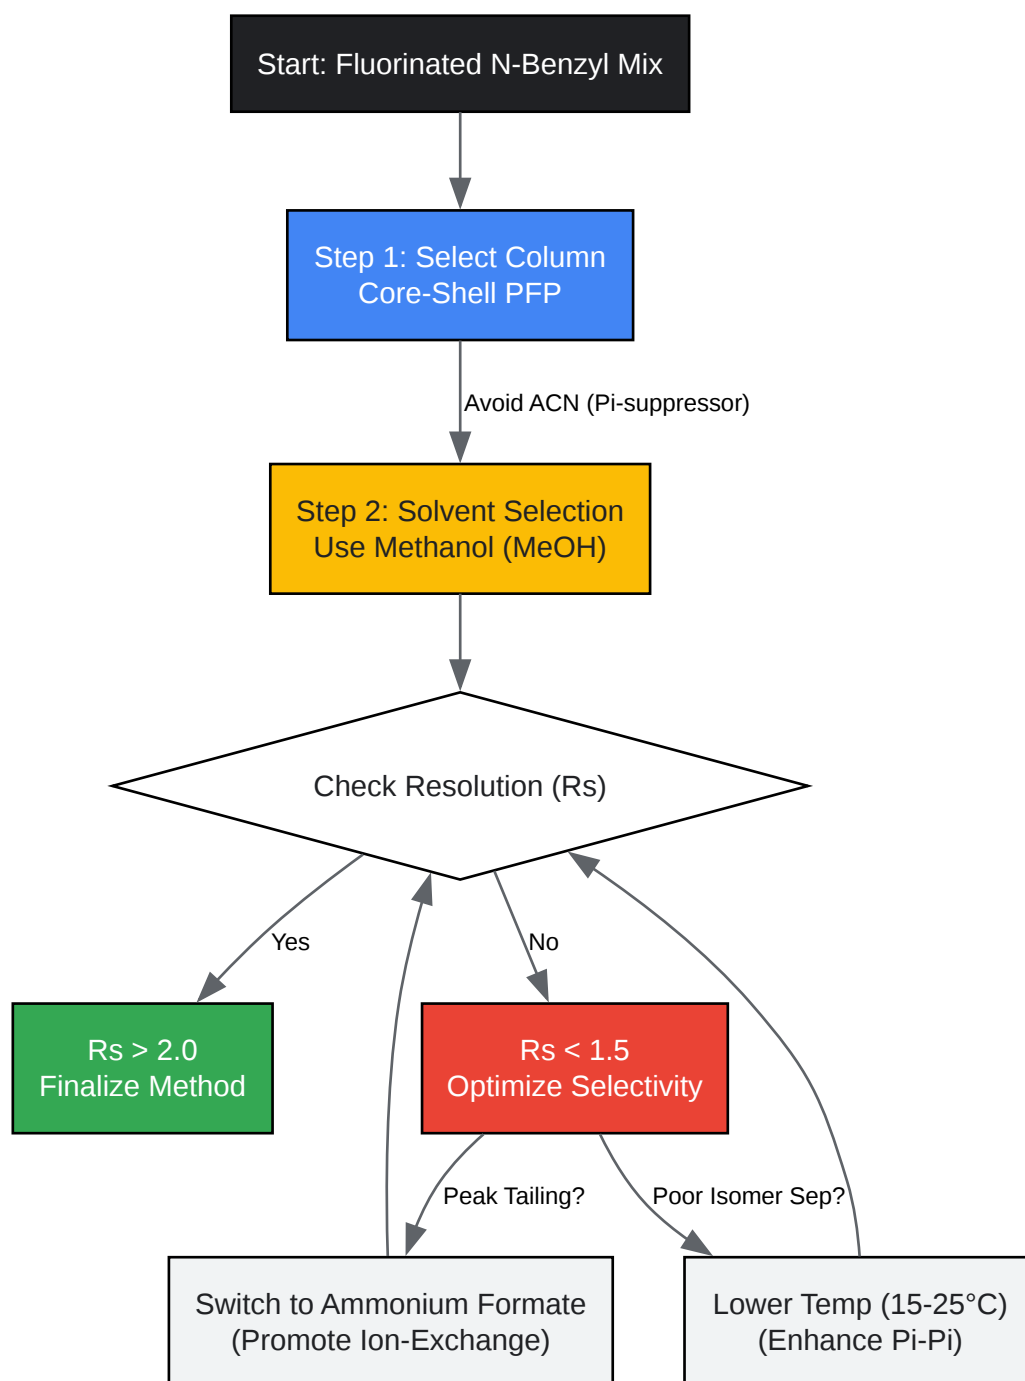 Start: Fluorinated N-Benzyl Mix
Step 1: Select Column
Core-Shell PFP
Avoid ACN (Pi-suppressor)
Step 2: Solvent Selection
Use Methanol (MeOH)
Check Resolution (Rs)
Yes
No
Rs > 2.0
Finalize Method
Rs < 1.5
Optimize Selectivity
Peak Tailing?
Poor Isomer Sep?
Switch to Ammonium Formate
(Promote Ion-Exchange)
Lower Temp (15-25°C)
(Enhance Pi-Pi)